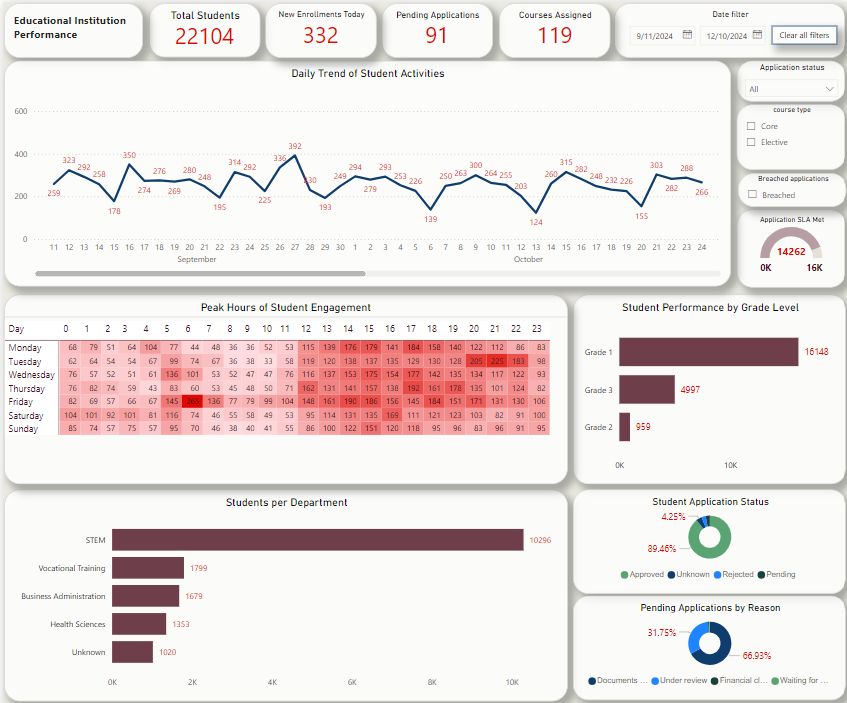 Educational Institution
Performance
Total Students
22104
New Enrollments Today
332
Pending Applications
91
Courses Assigned
119
Date filter
9/11/2024 12/10/2024 Clear all filters
Daily Trend of Student Activities
600
400
200
0
259 323 292 258 178 350 274 276 269 280 248 195 314 292 225 336 392 230 193 249 294 279 293 253 226 139 250 263 300 264 255 203 124 260 315 282 248 232 226 155 303 282 288 266
11 12 13 14 15 16 17 18 19 20 21 22 23 24 25 26 27 28 29 30 1 2 3 4 5 6 7 8 9 10 11 12 13 14 15 16 17 18 19 20 21 22 23 24
September October
Application status
All
course type
Core
Elective
Breached applications
Breached
Application SLA Met
14262
0K 16K
Peak Hours of Student Engagement
Day 0 1 2 3 4 5 6 7 8 9 10 11 12 13 14 15 16 17 18 19 20 21 22 23
Monday 68 79 51 64 104 77 44 48 36 36 52 53 115 139 176 179 141 184 158 140 122 112 86 83
Tuesday 62 64 54 54 67 99 74 67 36 38 33 58 119 120 138 137 135 129 130 128 205 225 183 98
Wednesday 76 57 52 51 61 136 101 53 52 47 47 76 116 137 153 175 154 177 142 135 134 117 122 93
Thursday 76 82 74 59 43 83 60 53 45 48 50 71 162 131 141 157 138 192 161 178 135 101 124 82
Friday 82 69 57 66 67 145 265 136 77 79 99 104 148 161 190 186 156 145 184 151 171 131 130 106
Saturday 104 101 92 101 81 116 74 46 55 58 49 53 95 114 131 135 169 111 121 123 103 82 91 100
Sunday 85 74 57 75 57 95 70 46 38 40 41 55 86 100 122 151 120 118 95 96 83 96 91 95
Student Performance by Grade Level
Grade 1 16148
Grade 3 4997
Grade 2 959
0K 10K
Students per Department
STEM 10296
Vocational Training 1799
Business Administration 1679
Health Sciences 1353
Unknown 1020
0K 2K 4K 6K 8K 10K
Student Application Status
4.25%
89.46%
Approved Unknown Rejected Pending
Pending Applications by Reason
31.75%
66.93%
Documents ... Under review Financial cl... Waiting for ...